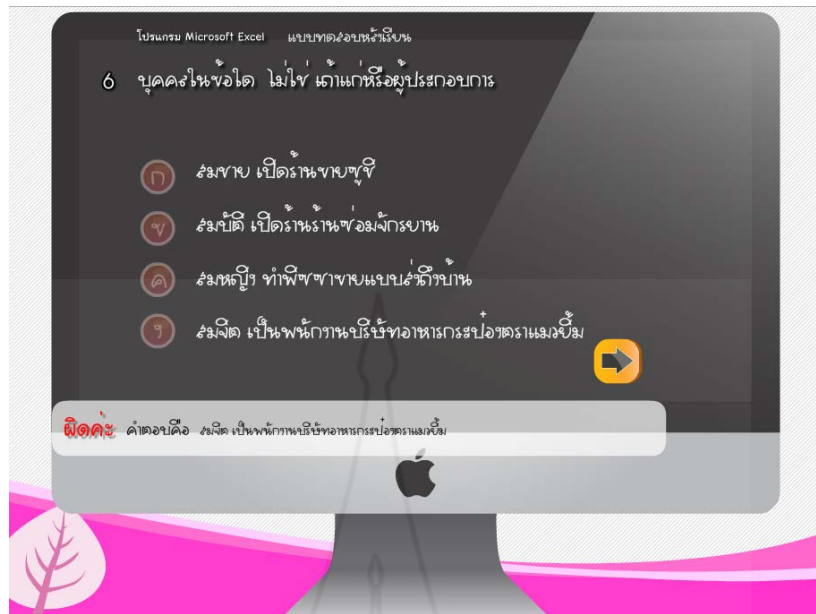 โปรแกรม Microsoft Excel แบบทดสอบหลังเรียน
6 บุคคลในข้อใด ไม่ใช่ เถ้าแก่หรือผู้ประกอบการ
ก สมชาย เปิดร้านขายซูชี
ข สมบัติ เปิดร้านร้านซ่อมจักรยาน
ค สมหญิง ทำพิซซาขายแบบส่งถึงบ้าน
ง สมจิต เป็นพนักงานบริษัทอาหารกระป๋องตราแมวยิ้ม
ผิดค่ะ คำตอบคือ สมจิต เป็นพนักงานบริษัทอาหารกระป๋องตราแมวยิ้ม